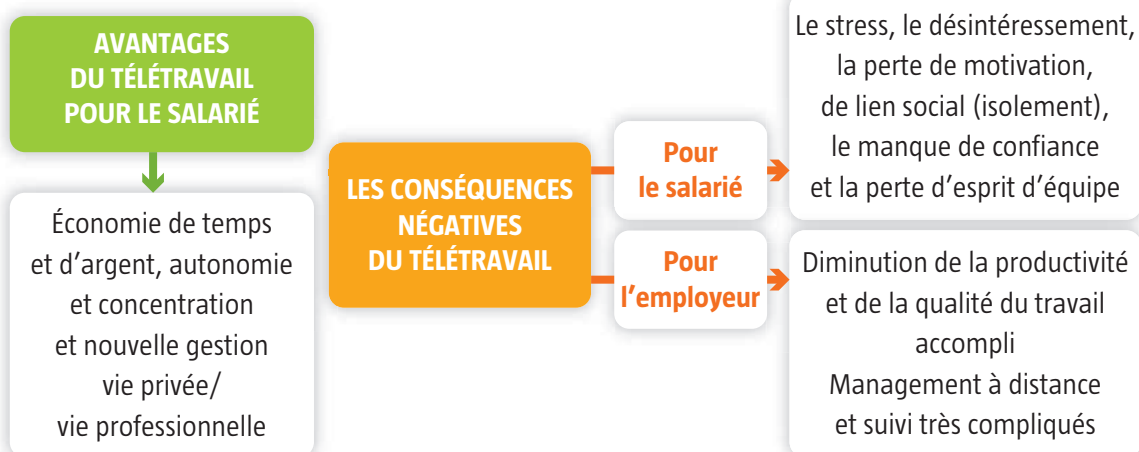 AVANTAGES
DU TÉLÉTRAVAIL
POUR LE SALARIÉ
Économie de temps
et d'argent, autonomie
et concentration
et nouvelle gestion
vie privée/
vie professionnelle
LES CONSÉQUENCES
NÉGATIVES
DU TÉLÉTRAVAIL
Pour
le salarié
Le stress, le désintéressement,
la perte de motivation,
de lien social (isolement),
le manque de confiance
et la perte d'esprit d'équipe
Pour
l'employeur
Diminution de la productivité
et de la qualité du travail
accompli
Management à distance
et suivi très compliqués